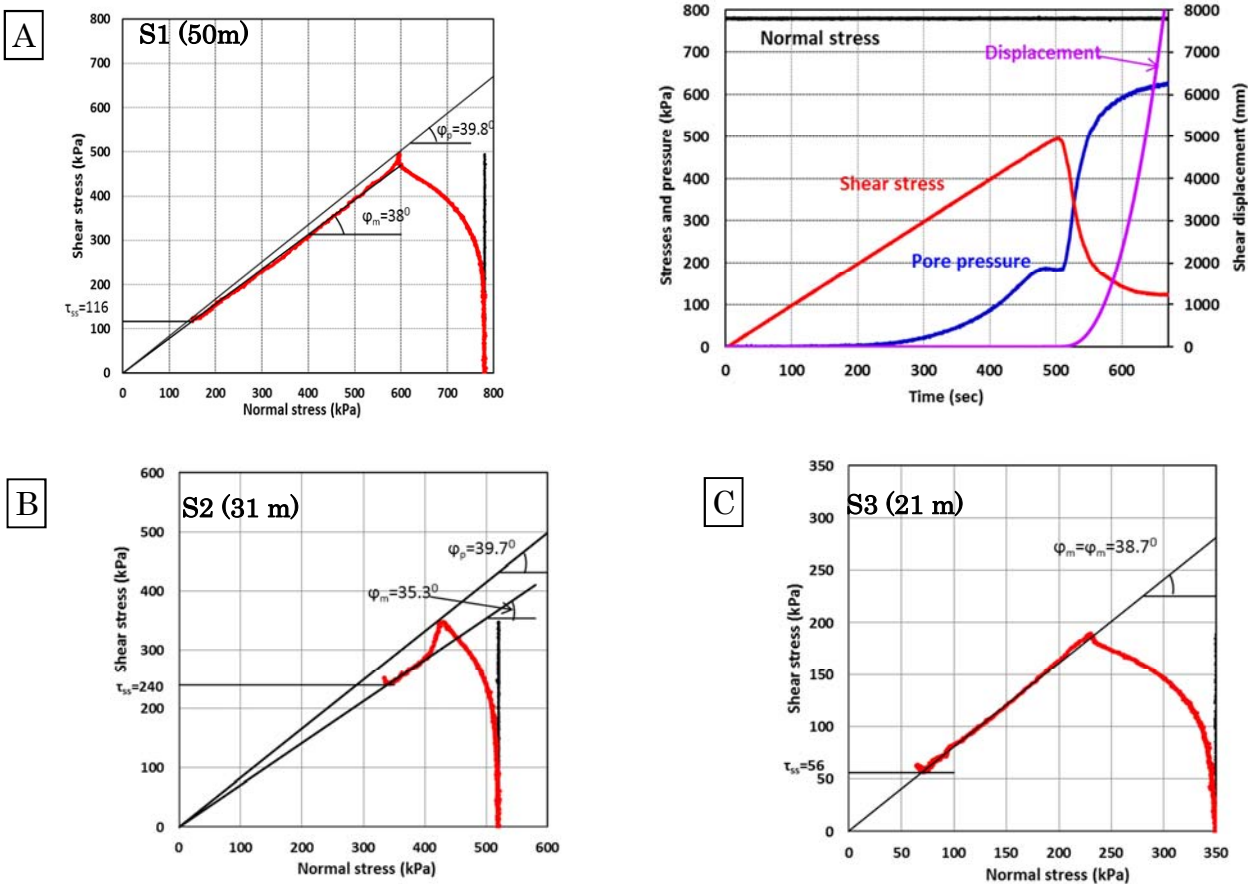 A
S1 (50m)
800
700
600
500
400
300
200
100
0
Shear stress (kPa)
φp=39.8⁰
φm=38⁰
τss=116
0 100 200 300 400 500 600 700 800
Normal stress (kPa)
800
700
600
500
400
300
200
100
0
Stresses and pressure (kPa)
Normal stress
Displacement
Shear stress
Pore pressure
8000
7000
6000
5000
4000
3000
2000
1000
0
Shear displacement (mm)
0 100 200 300 400 500 600
Time (sec)
B
S2 (31 m)
600
500
400
300
200
100
0
Shear stress (kPa)
φp=39.7⁰
φm=35.3⁰
τss=240
0 100 200 300 400 500 600
Normal stress (kPa)
C
S3 (21 m)
350
300
250
200
150
100
50
0
Shear stress (kPa)
φm=φm=38.7⁰
τss=56
0 50 100 150 200 250 300 350
Normal stress (kPa)